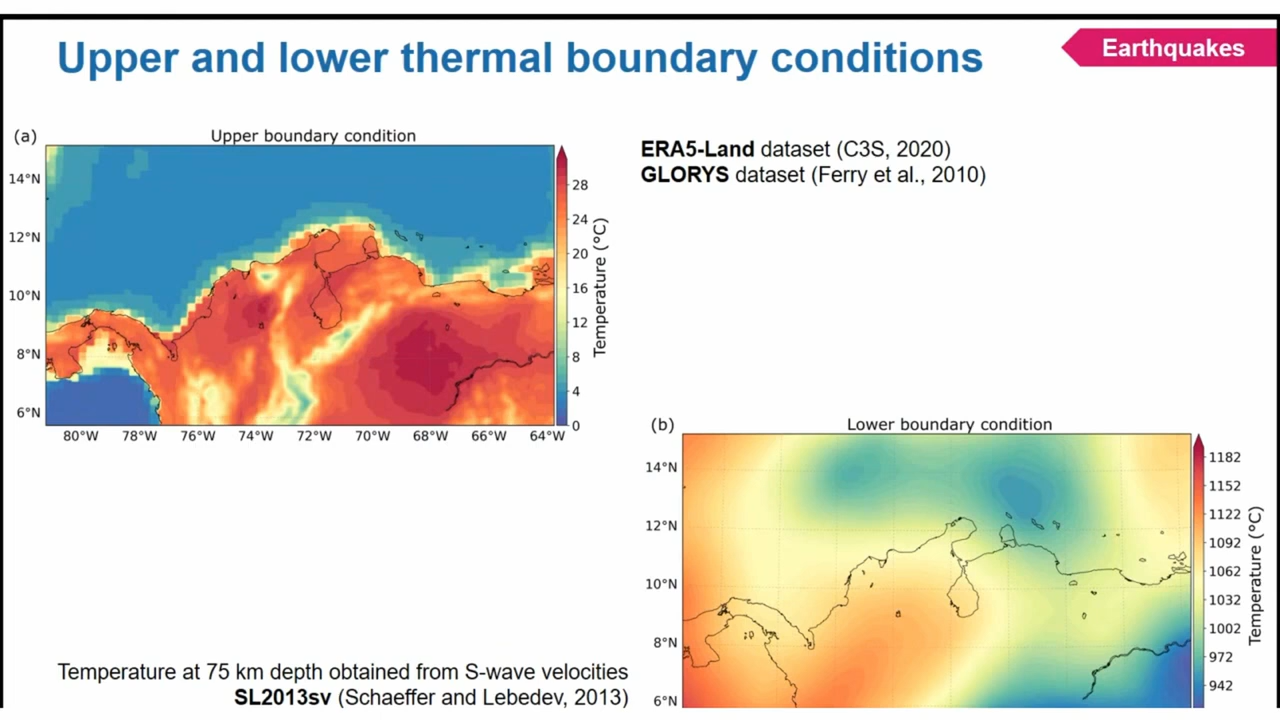 Upper and lower thermal boundary conditions
Earthquakes
(a)
Upper boundary condition
14°N
12°N
10°N
8°N
6°N
80°W 78°W 76°W 74°W 72°W 70°W 68°W 66°W 64°W
28
24
20
16
12
8
4
0
Temperature (°C)
ERA5-Land dataset (C3S, 2020)
GLORYS dataset (Ferry et al., 2010)
(b)
Lower boundary condition
14°N
12°N
10°N
8°N
6°N
1182
1152
1122
1092
1062
1032
1002
972
942
Temperature (°C)
Temperature at 75 km depth obtained from S-wave velocities
SL2013sv (Schaeffer and Lebedev, 2013)